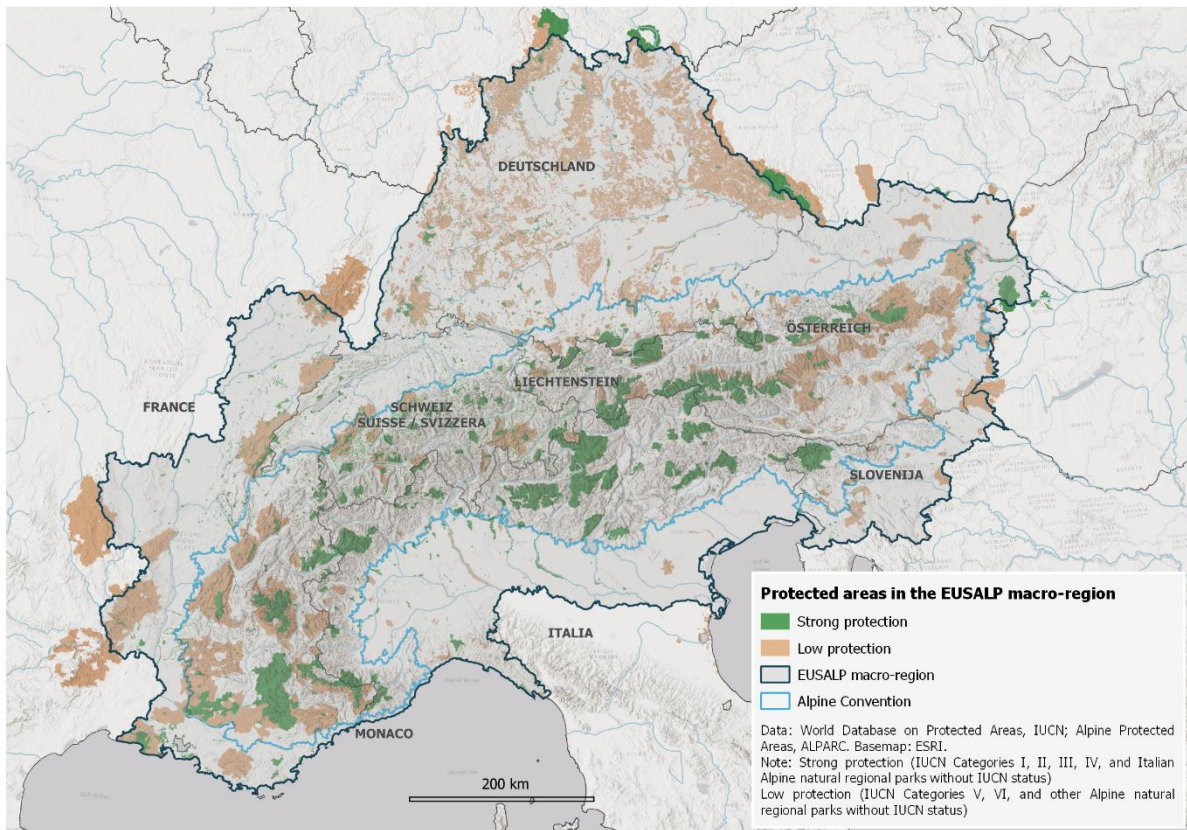 DEUTSCHLAND
ÖSTERREICH
LIECHTENSTEIN
FRANCE
SCHWEIZ
SUISSE / SVIZZERA
SLOVENIJA
ITALIA
MONACO
200 km
Protected areas in the EUSALP macro-region
Strong protection
Low protection
EUSALP macro-region
Alpine Convention
Data: World Database on Protected Areas, IUCN; Alpine Protected
Areas, ALPARC. Basemap: ESRI.
Note: Strong protection (IUCN Categories I, II, III, IV, and Italian
Alpine natural regional parks without IUCN status)
Low protection (IUCN Categories V, VI, and other Alpine natural
regional parks without IUCN status)